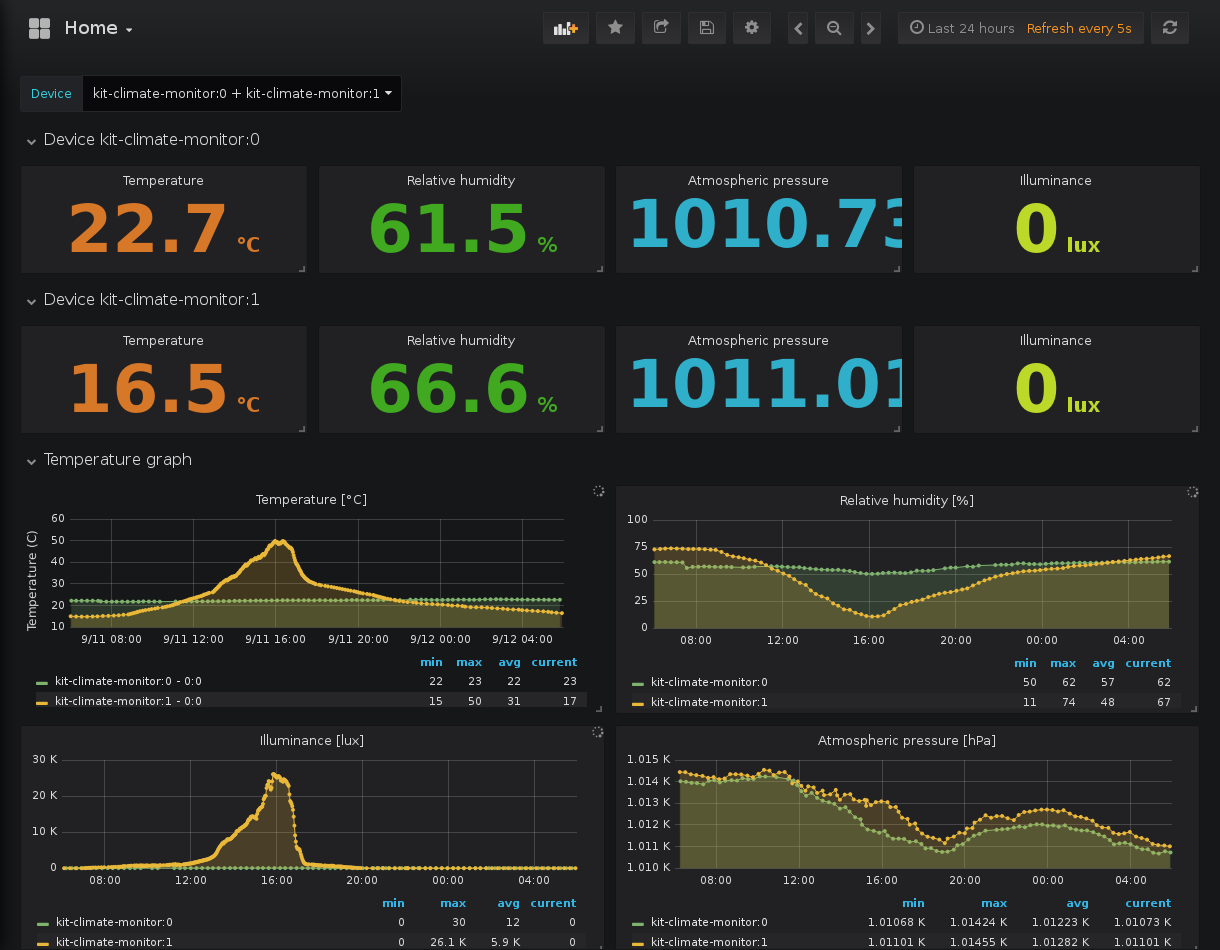 Home
Last 24 hours Refresh every 5s
Device kit-climate-monitor:0 + kit-climate-monitor:1
Device kit-climate-monitor:0
Temperature Relative humidity Atmospheric pressure Illuminance
22.7 °C 61.5 % 1010.73 0 lux
Device kit-climate-monitor:1
Temperature Relative humidity Atmospheric pressure Illuminance
16.5 °C 66.6 % 1011.01 0 lux
Temperature graph
Temperature [°C]
Temperature (C)
60
50
40
30
20
10
9/11 08:00 9/11 12:00 9/11 16:00 9/11 20:00 9/12 00:00 9/12 04:00
min max avg current
kit-climate-monitor:0 - 0:0 22 23 22 23
kit-climate-monitor:1 - 0:0 15 50 31 17
Relative humidity [%]
100
75
50
25
0
08:00 12:00 16:00 20:00 00:00 04:00
min max avg current
kit-climate-monitor:0 50 62 57 62
kit-climate-monitor:1 11 74 48 67
Illuminance [lux]
30 K
20 K
10 K
0
08:00 12:00 16:00 20:00 00:00 04:00
min max avg current
kit-climate-monitor:0 0 30 12 0
kit-climate-monitor:1 0 26.1 K 5.9 K 0
Atmospheric pressure [hPa]
1.015 K
1.014 K
1.013 K
1.012 K
1.011 K
1.010 K
08:00 12:00 16:00 20:00 00:00 04:00
min max avg current
kit-climate-monitor:0 1.01068 K 1.01424 K 1.01223 K 1.01073 K
kit-climate-monitor:1 1.01101 K 1.01455 K 1.01282 K 1.01101 K